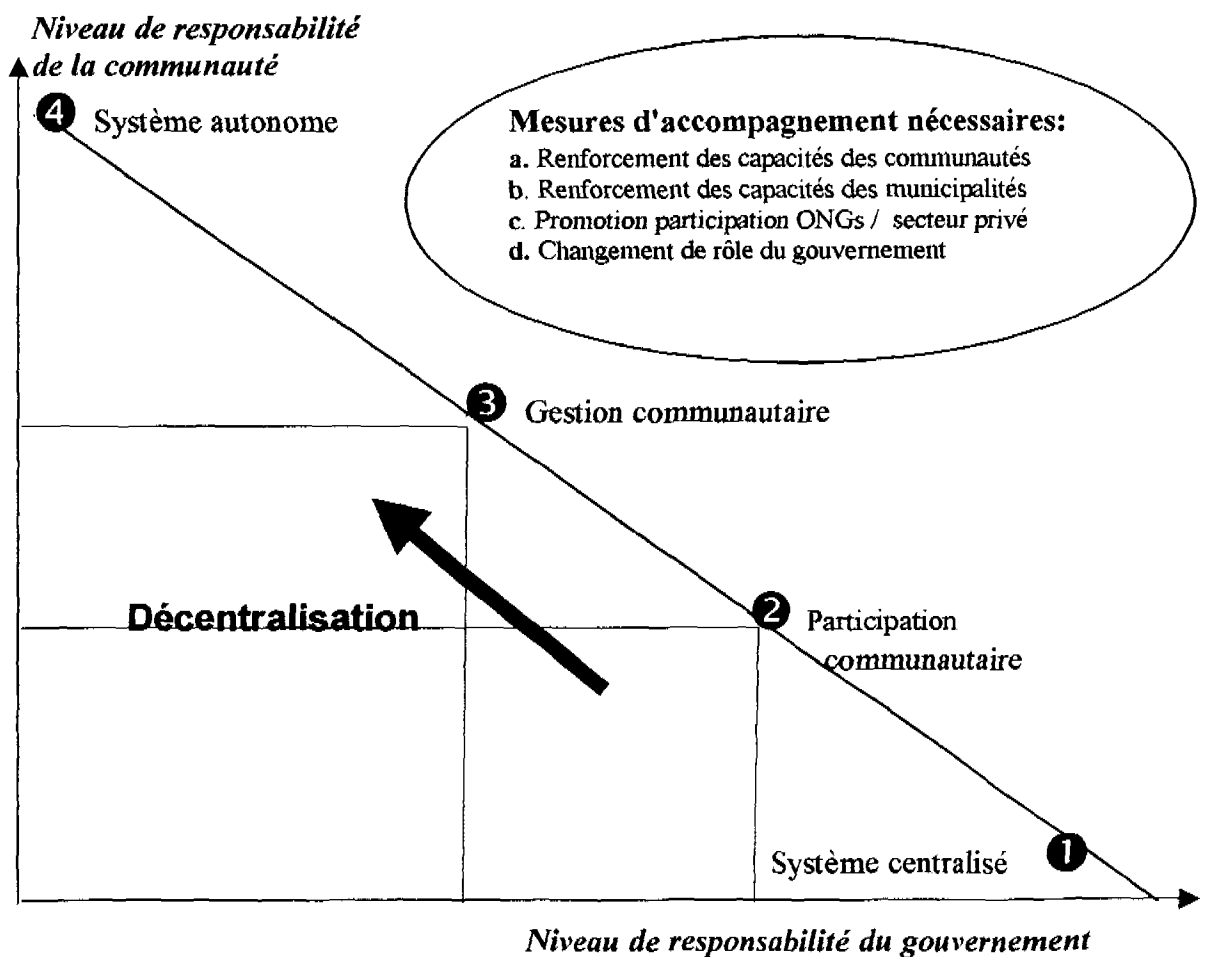 Niveau de responsabilité
de la communauté
4 Système autonome
Mesures d'accompagnement nécessaires:
a. Renforcement des capacités des communautés
b. Renforcement des capacités des municipalités
c. Promotion participation ONGs / secteur privé
d. Changement de rôle du gouvernement
3 Gestion communautaire
Décentralisation
2 Participation
communautaire
Système centralisé 1
Niveau de responsabilité du gouvernement